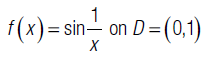 f(x) = sin 1/x on D = (0,1)